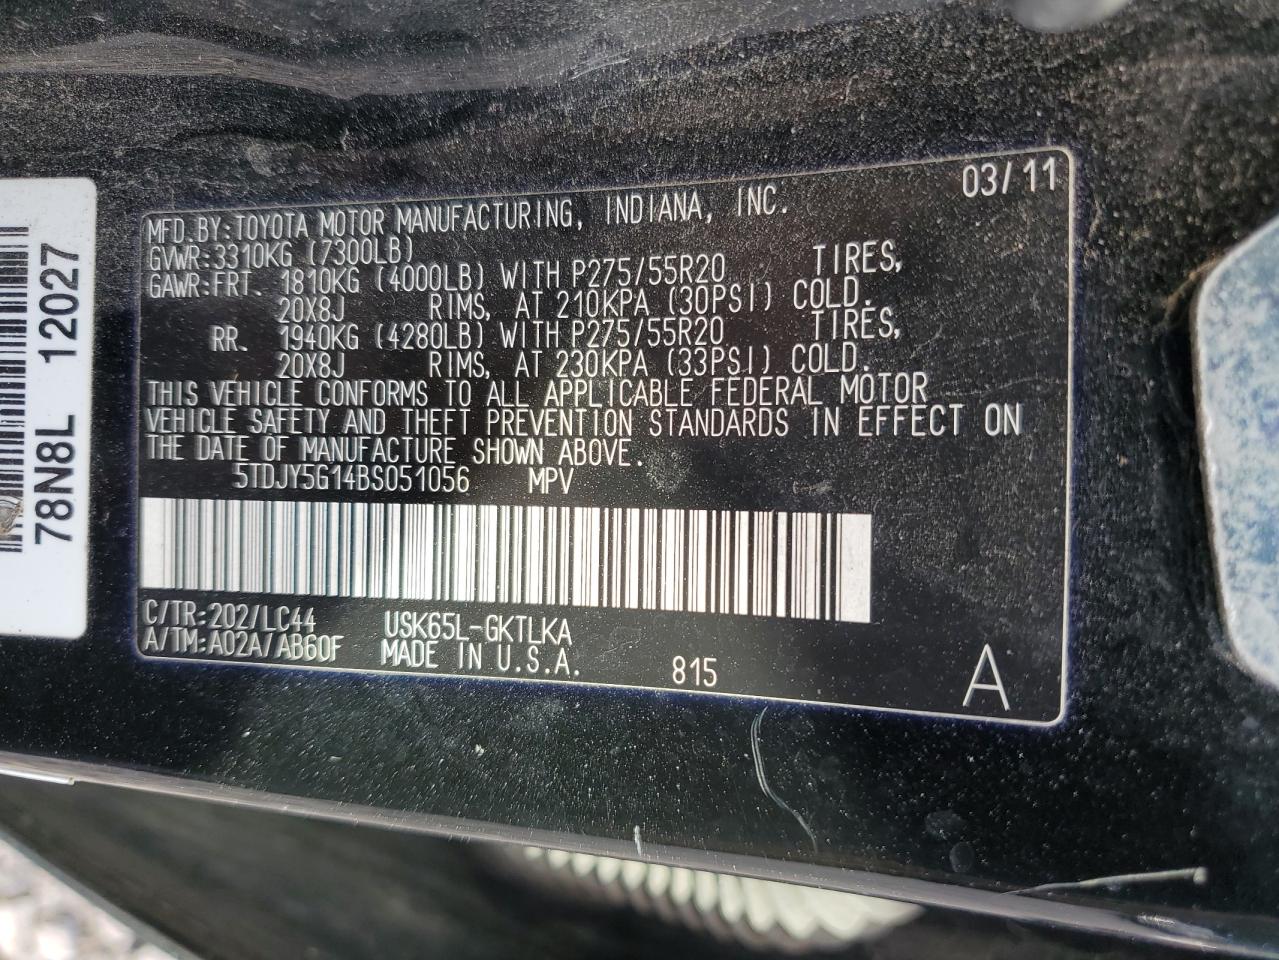 03/11
MFD.BY:TOYOTA MOTOR MANUFACTURING, INDIANA, INC.
GVWR:3310KG (7300LB)
GAWR:FRT. 1810KG (4000LB) WITH P275/55R20 TIRES,
20X8J RIMS, AT 210KPA (30PSI) COLD.
RR. 1940KG (4280LB) WITH P275/55R20 TIRES,
20X8J RIMS, AT 230KPA (33PSI) COLD.
THIS VEHICLE CONFORMS TO ALL APPLICABLE FEDERAL MOTOR
VEHICLE SAFETY AND THEFT PREVENTION STANDARDS IN EFFECT ON
THE DATE OF MANUFACTURE SHOWN ABOVE.
5TDJY5G14BS051056 MPV
C/TR:202/LC44 USK65L-GKTLKA
A/TM:A02A/AB60F MADE IN U.S.A. 815 A
78N8L 12027